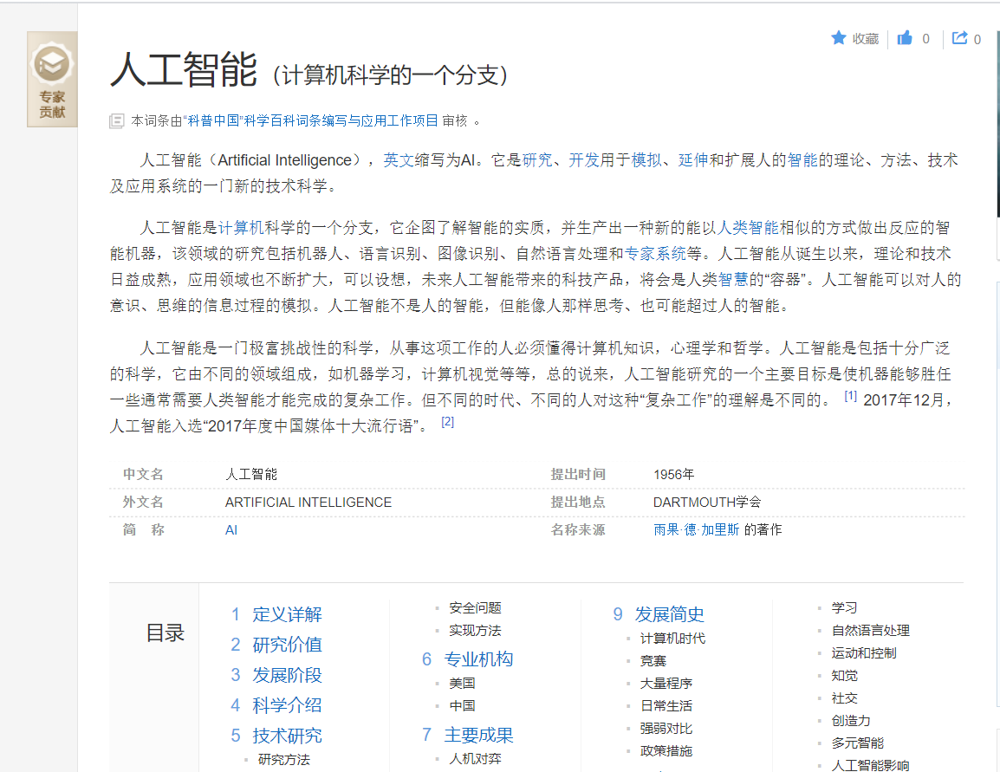 收藏 0 0
专家
贡献
人工智能（计算机科学的一个分支）
本词条由“科普中国”科学百科词条编写与应用工作项目 审核 。
人工智能（Artificial Intelligence），英文缩写为AI。它是研究、开发用于模拟、延伸和扩展人的智能的理论、方法、技术
及应用系统的一门新的技术科学。
人工智能是计算机科学的一个分支，它企图了解智能的实质，并生产出一种新的能以人类智能相似的方式做出反应的智
能机器，该领域的研究包括机器人、语言识别、图像识别、自然语言处理和专家系统等。人工智能从诞生以来，理论和技术
日益成熟，应用领域也不断扩大，可以设想，未来人工智能带来的科技产品，将会是人类智慧的“容器”。人工智能可以对人的
意识、思维的信息过程的模拟。人工智能不是人的智能，但能像人那样思考、也可能超过人的智能。
人工智能是一门极富挑战性的科学，从事这项工作的人必须懂得计算机知识，心理学和哲学。人工智能是包括十分广泛
的科学，它由不同的领域组成，如机器学习，计算机视觉等等，总的说来，人工智能研究的一个主要目标是使机器能够胜任
一些通常需要人类智能才能完成的复杂工作。但不同的时代、不同的人对这种“复杂工作”的理解是不同的。 [1] 2017年12月，
人工智能入选“2017年度中国媒体十大流行语”。 [2]
中文名 人工智能 提出时间 1956年
外文名 ARTIFICIAL INTELLIGENCE 提出地点 DARTMOUTH学会
简 称 AI 名称来源 雨果·德·加里斯 的著作
目录
1 定义详解
2 研究价值
3 发展阶段
4 科学介绍
5 技术研究
研究方法
安全问题
实现方法
6 专业机构
美国
中国
7 主要成果
人机对弈
9 发展简史
计算机时代
竞赛
大量程序
日常生活
强弱对比
政策措施
学习
自然语言处理
运动和控制
知觉
社交
创造力
多元智能
人工智能影响